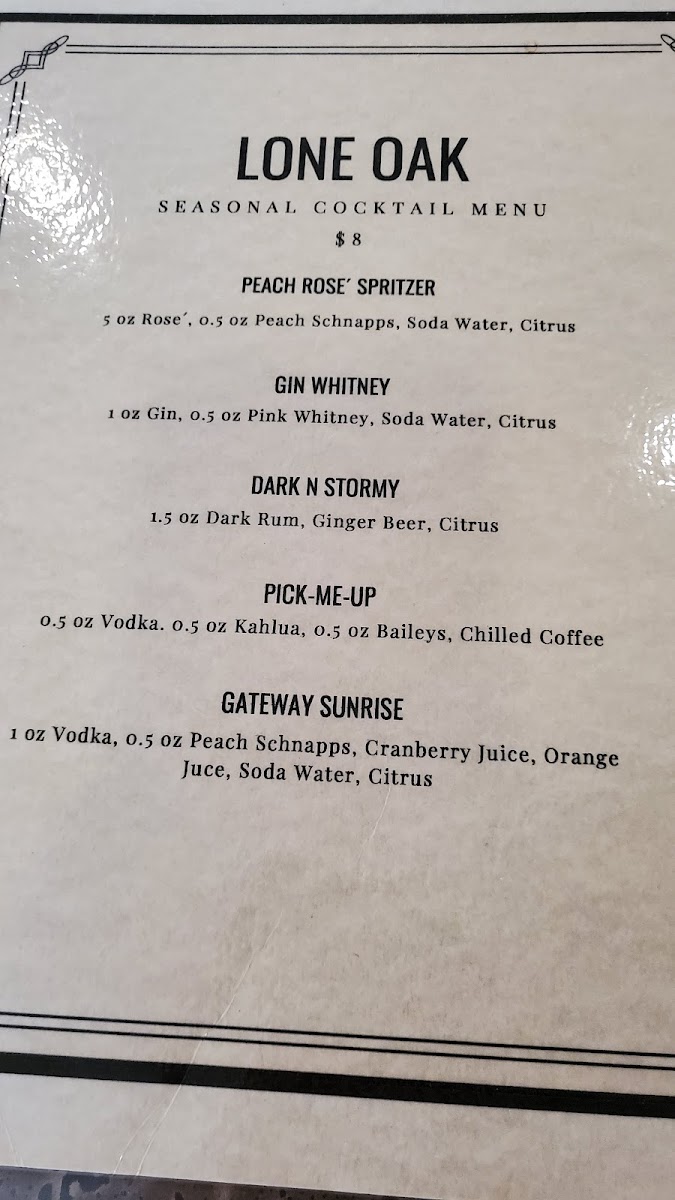 LONE OAK
SEASONAL COCKTAIL MENU
$8
PEACH ROSE´ SPRITZER
5 oz Rose´, 0.5 oz Peach Schnapps, Soda Water, Citrus
GIN WHITNEY
1 oz Gin, 0.5 oz Pink Whitney, Soda Water, Citrus
DARK N STORMY
1.5 oz Dark Rum, Ginger Beer, Citrus
PICK-ME-UP
0.5 oz Vodka. 0.5 oz Kahlua, 0.5 oz Baileys, Chilled Coffee
GATEWAY SUNRISE
1 oz Vodka, 0.5 oz Peach Schnapps, Cranberry Juice, Orange
Juce, Soda Water, Citrus